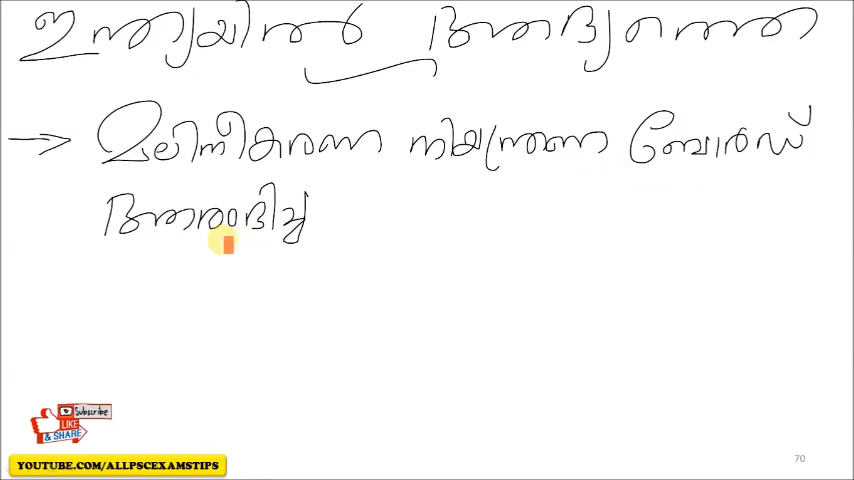 ഇന്ത്യയിൽ ആദ്യത്തെ
→ മലിനീകരണ നിയന്ത്രണ ബോർഡ്
ആരംഭിച്ച
Subscribe
LIKE
& SHARE
YOUTUBE.COM/ALLPSCEXAMSTIPS
70